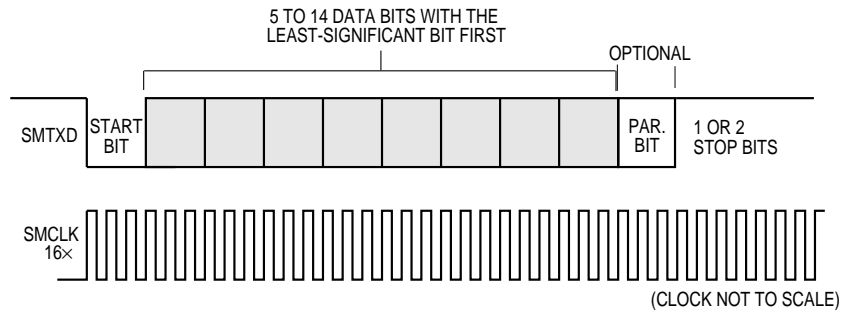 5 TO 14 DATA BITS WITH THE
LEAST-SIGNIFICANT BIT FIRST
OPTIONAL
SMTXD
START
BIT
PAR.
BIT
1 OR 2
STOP BITS
SMCLK
16×
(CLOCK NOT TO SCALE)